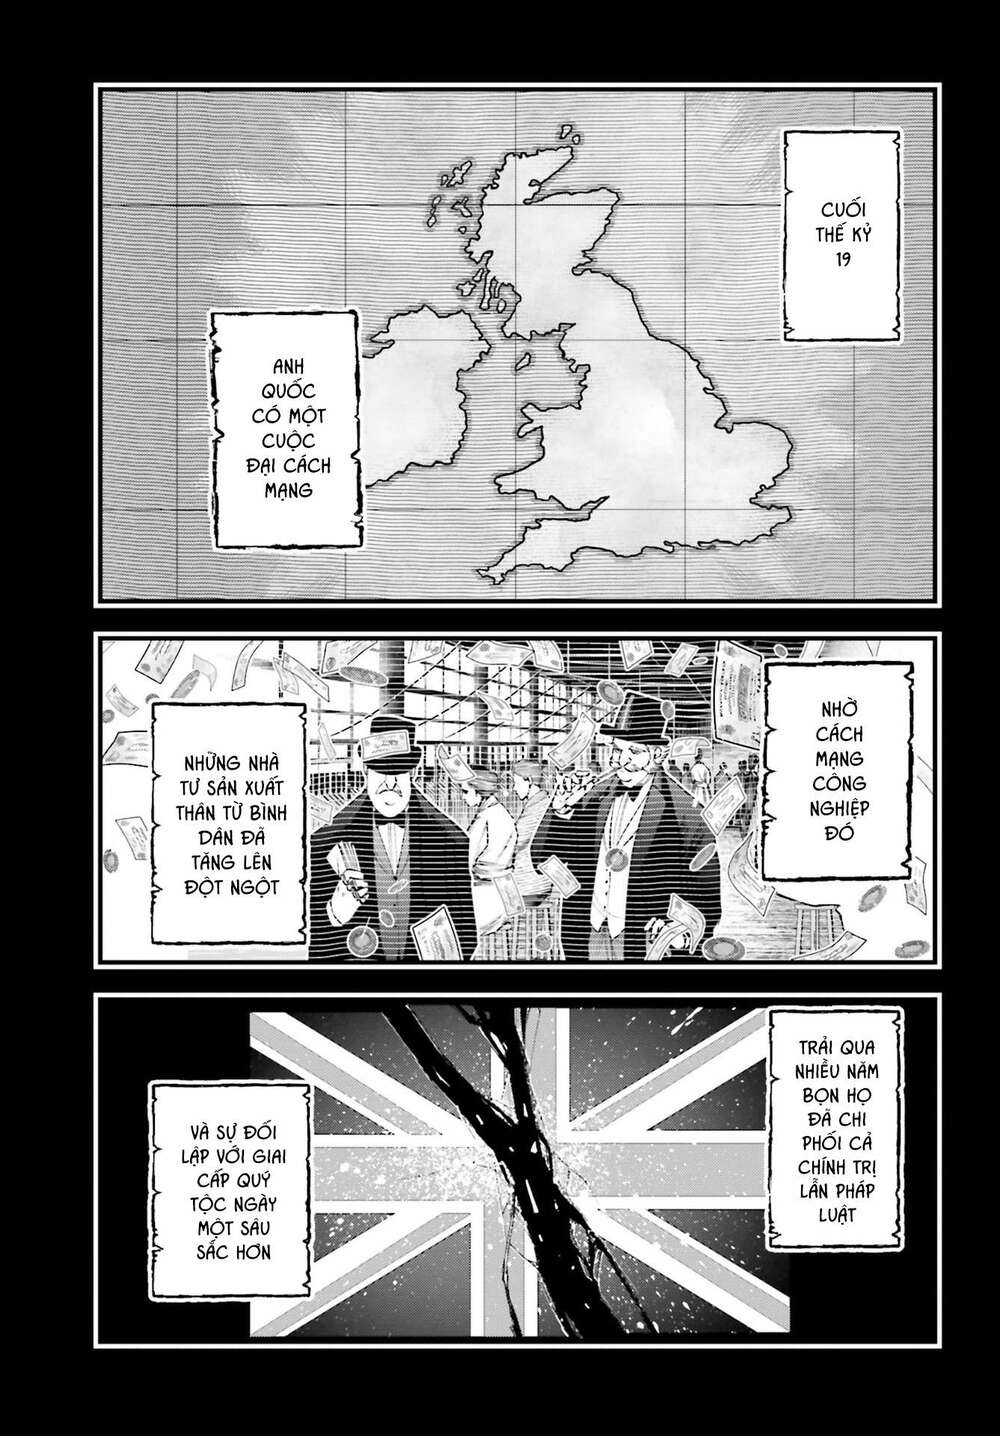 CUỐI
THẾ KỶ
19
ANH
QUỐC
CÓ MỘT
CUỘC
ĐẠI CÁCH
MẠNG
NHỜ
CÁCH
MẠNG
CÔNG
NGHIỆP
ĐÓ
NHỮNG NHÀ
TƯ SẢN XUẤT
THÂN TỪ BÌNH
DÂN ĐÃ
TĂNG LÊN
ĐỘT NGỘT
TRẢI QUA
NHIỀU NĂM
BỌN HỌ
ĐÃ CHI
PHỐI CẢ
CHÍNH TRỊ
LẪN PHÁP
LUẬT
VÀ SỰ ĐỐI
LẬP VỚI GIAI
CẤP QUÝ
TỘC NGÀY
MỘT SÂU
SẮC HƠN